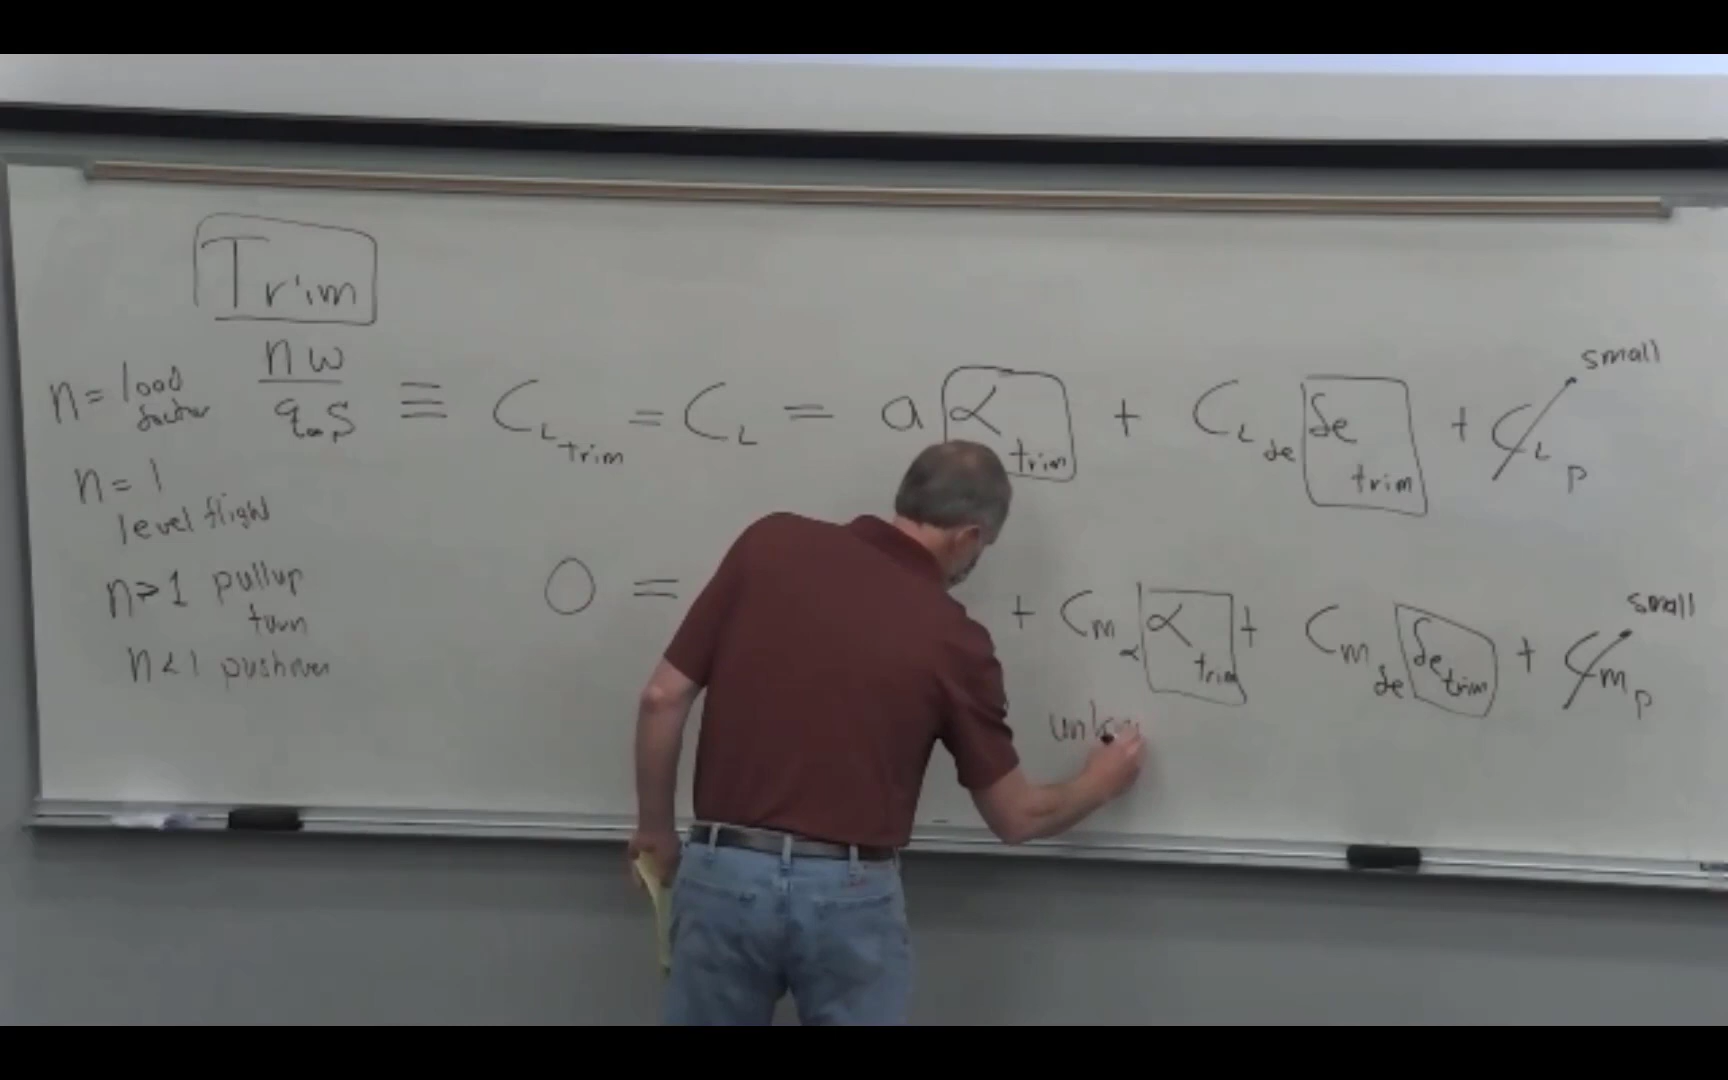 Trim
n = load factor
nw / q∞ S ≡ C_L trim = C_L = a α trim + C_L δe δe trim + C_L p small
n = 1
level flight
n > 1 pullup
turn
n < 1 pushover
0 = + C_m α α trim + C_m δe δe trim + C_m p small